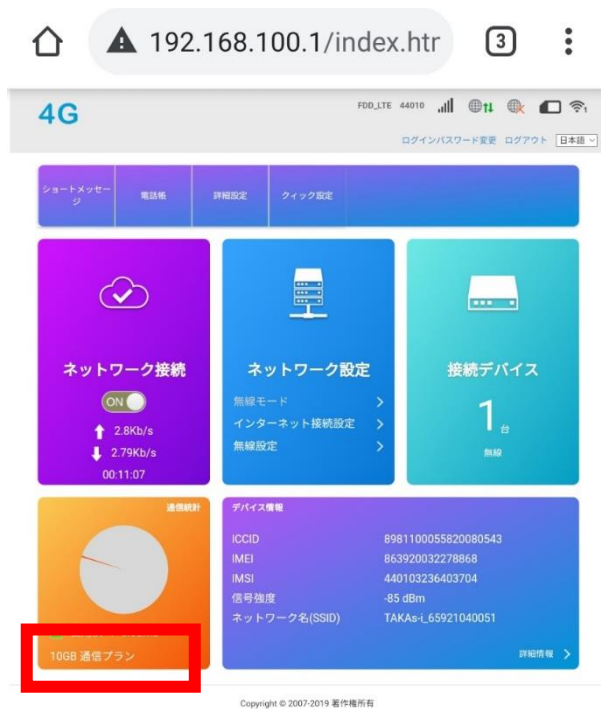 192.168.100.1/index.htr
3
4G
FDD_LTE 44010
1
ログインパスワード変更 ログアウト 日本語
ショートメッセー
ジ
電話帳
詳細設定
クイック設定
ネットワーク接続
ON
2.8Kb/s
2.79Kb/s
00:11:07
ネットワーク設定
無線モード
インターネット接続設定
無線設定
接続デバイス
1台
無線
通信統計
10GB 通信プラン
デバイス情報
ICCID 8981100055820080543
IMEI 863920032278868
IMSI 440103236403704
信号強度 -85 dBm
ネットワーク名(SSID) TAKAs-i_65921040051
詳細情報
Copyright © 2007-2019 著作権所有